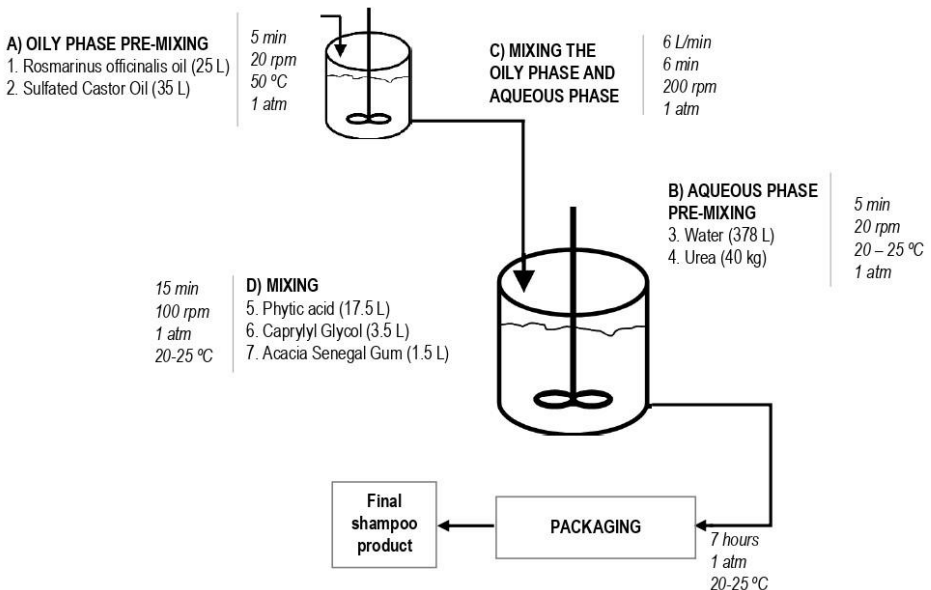 A) OILY PHASE PRE-MIXING
1. Rosmarinus officinalis oil (25 L)
2. Sulfated Castor Oil (35 L)
5 min
20 rpm
50 ºC
1 atm
C) MIXING THE
OILY PHASE AND
AQUEOUS PHASE
6 L/min
6 min
200 rpm
1 atm
B) AQUEOUS PHASE
PRE-MIXING
3. Water (378 L)
4. Urea (40 kg)
5 min
20 rpm
20 – 25 ºC
1 atm
15 min
100 rpm
1 atm
20-25 ºC
D) MIXING
5. Phytic acid (17.5 L)
6. Caprylyl Glycol (3.5 L)
7. Acacia Senegal Gum (1.5 L)
Final
shampoo
product
PACKAGING
7 hours
1 atm
20-25 ºC